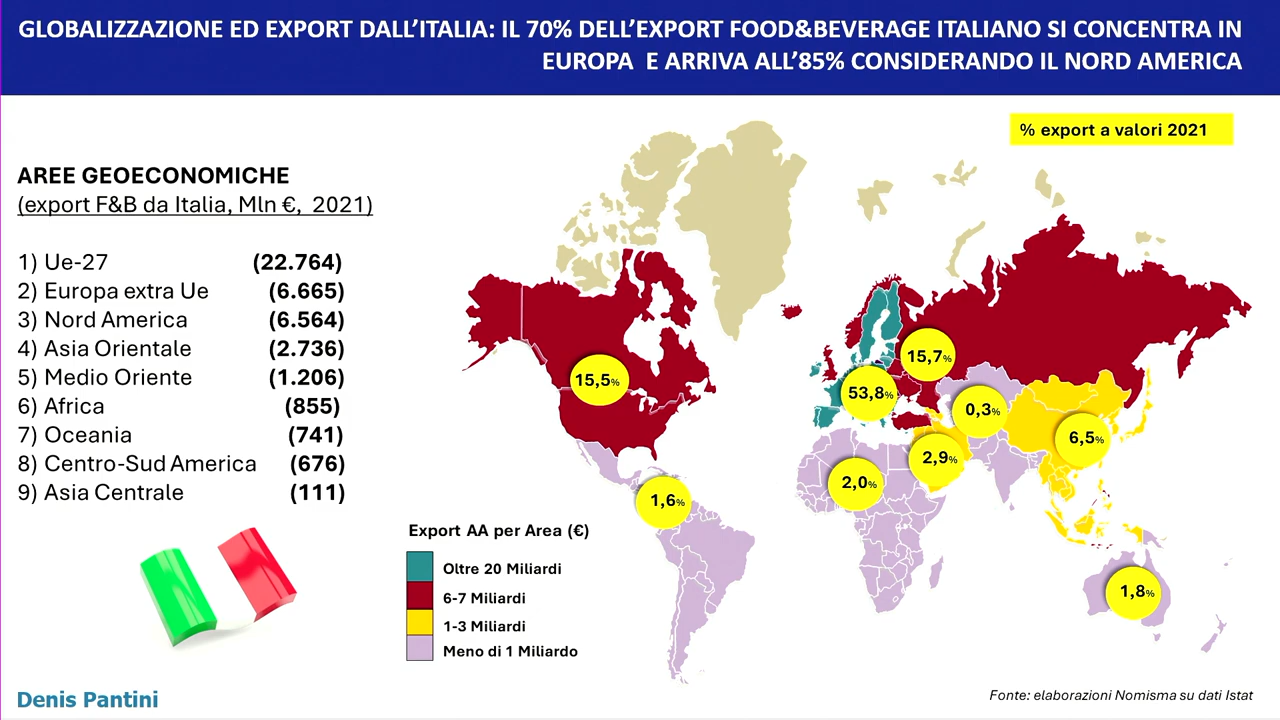 GLOBALIZZAZIONE ED EXPORT DALL’ITALIA: IL 70% DELL’EXPORT FOOD&BEVERAGE ITALIANO SI CONCENTRA IN
EUROPA E ARRIVA ALL’85% CONSIDERANDO IL NORD AMERICA
% export a valori 2021
AREE GEOECONOMICHE
(export F&B da Italia, Mln €, 2021)
1) Ue-27 (22.764)
2) Europa extra Ue (6.665)
3) Nord America (6.564)
4) Asia Orientale (2.736)
5) Medio Oriente (1.206)
6) Africa (855)
7) Oceania (741)
8) Centro-Sud America (676)
9) Asia Centrale (111)
15,7%
15,5%
53,8%
0,3%
6,5%
2,9%
2,0%
1,6%
1,8%
Export AA per Area (€)
Oltre 20 Miliardi
6-7 Miliardi
1-3 Miliardi
Meno di 1 Miliardo
Denis Pantini
Fonte: elaborazioni Nomisma su dati Istat